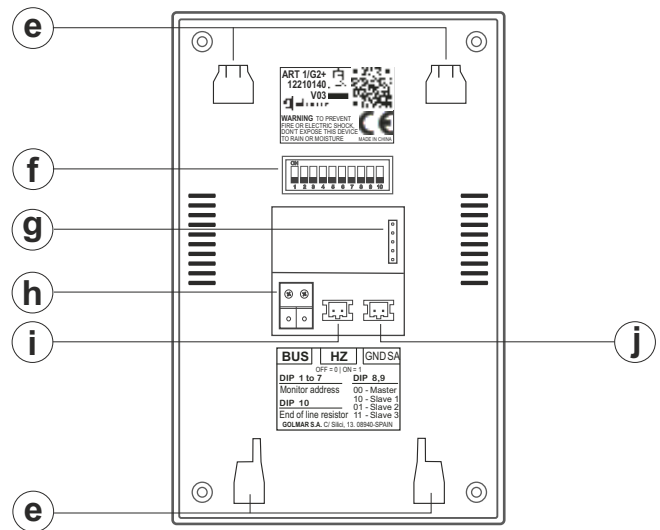 e
ART 1/G2+
12210140
V03
WARNING TO PREVENT
FIRE OR ELECTRIC SHOCK,
DON'T EXPOSE THIS DEVICE
TO RAIN OR MOISTURE
CE
MADE IN CHINA
f
ON
1 2 3 4 5 6 7 8 9 10
g
h
i
j
BUS HZ GND SA
OFF = 0 | ON = 1
DIP 1 to 7 DIP 8,9
Monitor address 00 - Master
10 - Slave 1
DIP 10 01 - Slave 2
End of line resistor 11 - Slave 3
GOLMAR S.A. C/ Silici, 13. 08940-SPAIN
e